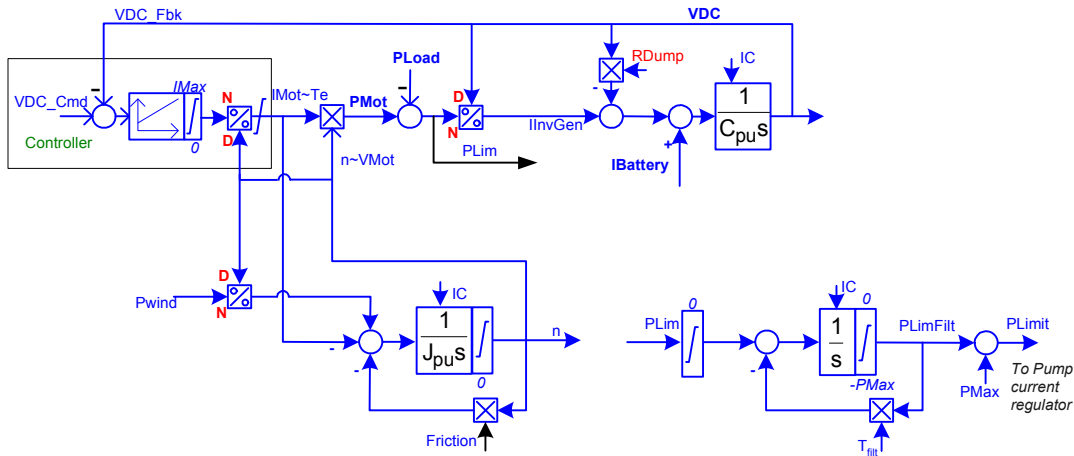 VDC_Fbk
VDC
RDump
IC
PLoad
IMax
N
IMot~Te
PMot
D
VDC_Cmd
-
-
-
1
CpuS
Controller
0
D
N
IInvGen
PLim
n~VMot
+
IBattery
D
Pwind
N
IC
1
JpuS
n
-
-
0
Friction
0
PLim
IC
0
1
s
PLimFilt
PLimit
-
-PMax
PMax
To Pump
current
regulator
Tfilt